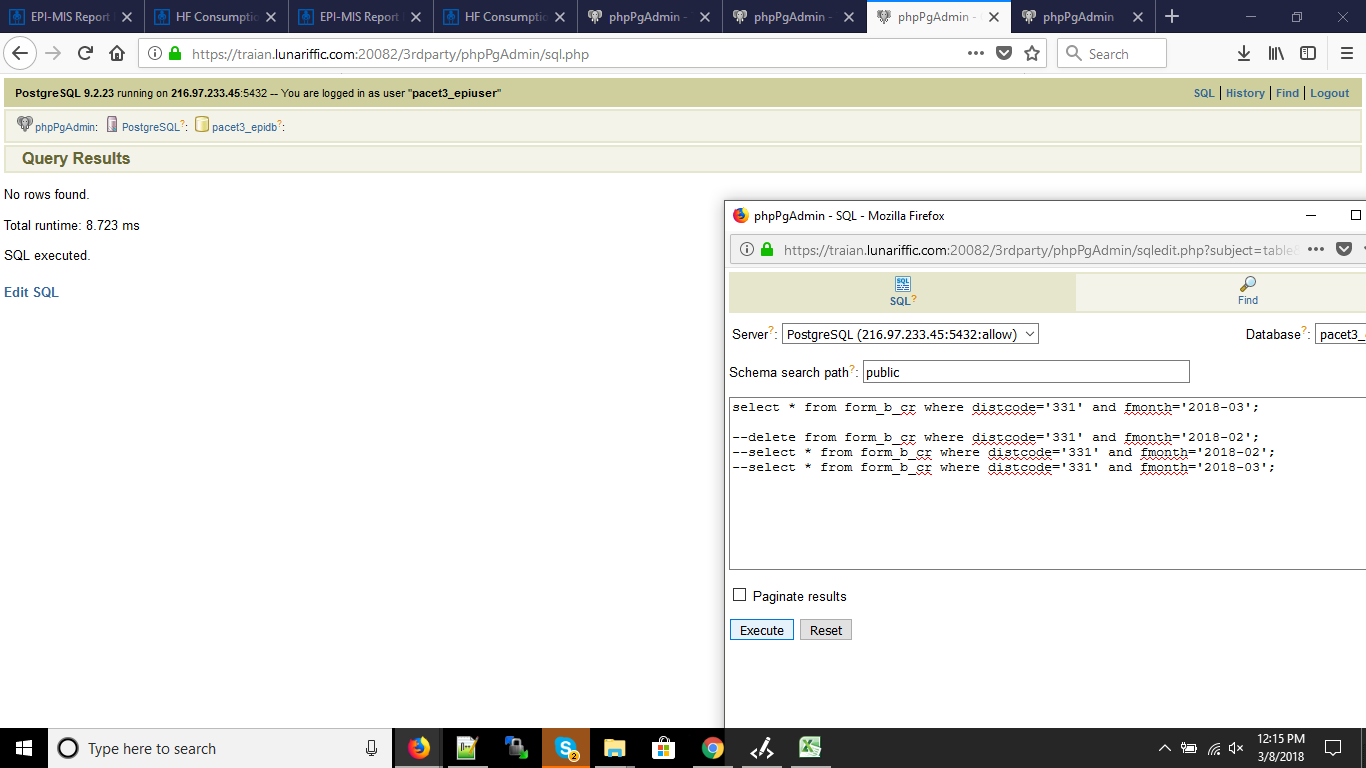 EPI-MIS Report
HF Consumptio
EPI-MIS Report
HF Consumptio
phpPgAdmin -
phpPgAdmin -
phpPgAdmin -
phpPgAdmin
https://traian.lunariffic.com:20082/3rdparty/phpPgAdmin/sql.php
Search
PostgreSQL 9.2.23 running on 216.97.233.45:5432 -- You are logged in as user "pacet3_epiuser"
SQL | History | Find | Logout
phpPgAdmin: PostgreSQL?: pacet3_epidb?:
Query Results
No rows found.
Total runtime: 8.723 ms
SQL executed.
Edit SQL
phpPgAdmin - SQL - Mozilla Firefox
https://traian.lunariffic.com:20082/3rdparty/phpPgAdmin/sqledit.php?subject=table
SQL
SQL?
Find
Server?: PostgreSQL (216.97.233.45:5432:allow)
Database?: pacet3_
Schema search path?: public
select * from form_b_cr where distcode='331' and fmonth='2018-03';
--delete from form_b_cr where distcode='331' and fmonth='2018-02';
--select * from form_b_cr where distcode='331' and fmonth='2018-02';
--select * from form_b_cr where distcode='331' and fmonth='2018-03';
Paginate results
Execute Reset
Type here to search
S
2
12:15 PM
3/8/2018